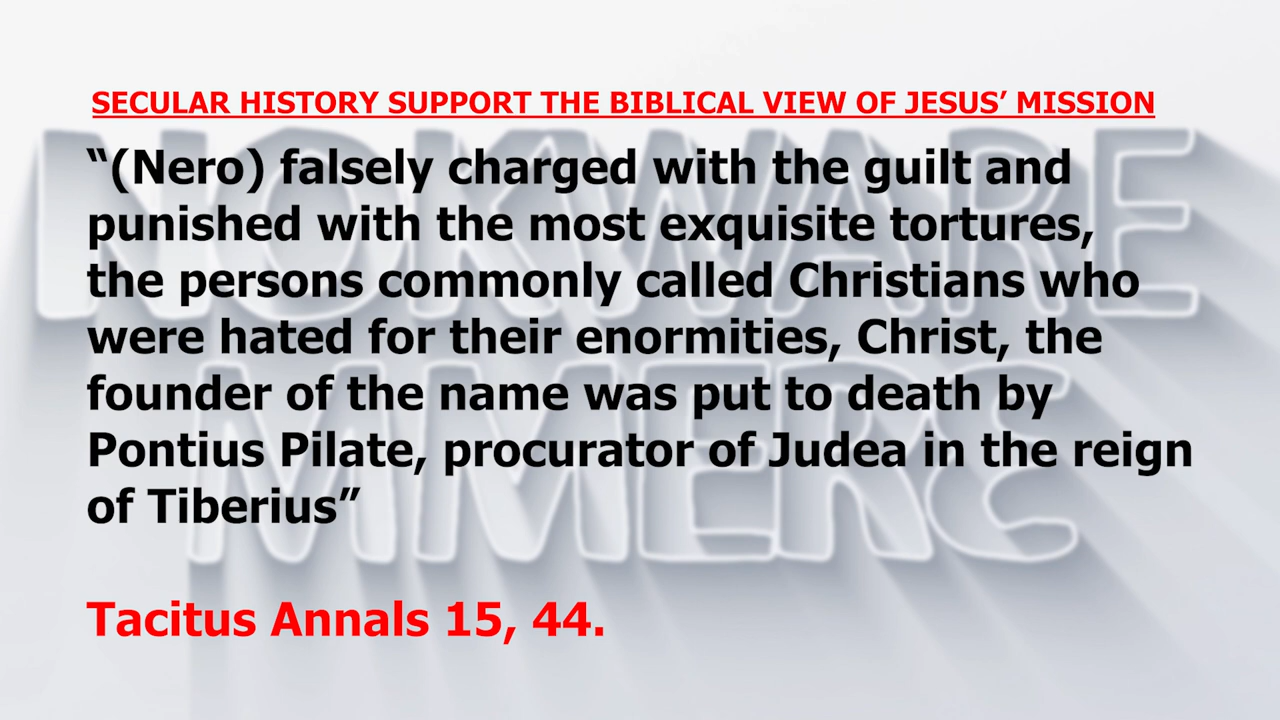 SECULAR HISTORY SUPPORT THE BIBLICAL VIEW OF JESUS’ MISSION
“(Nero) falsely charged with the guilt and
punished with the most exquisite tortures,
the persons commonly called Christians who
were hated for their enormities, Christ, the
founder of the name was put to death by
Pontius Pilate, procurator of Judea in the reign
of Tiberius”
Tacitus Annals 15, 44.
NOKWARE
MMERƐ